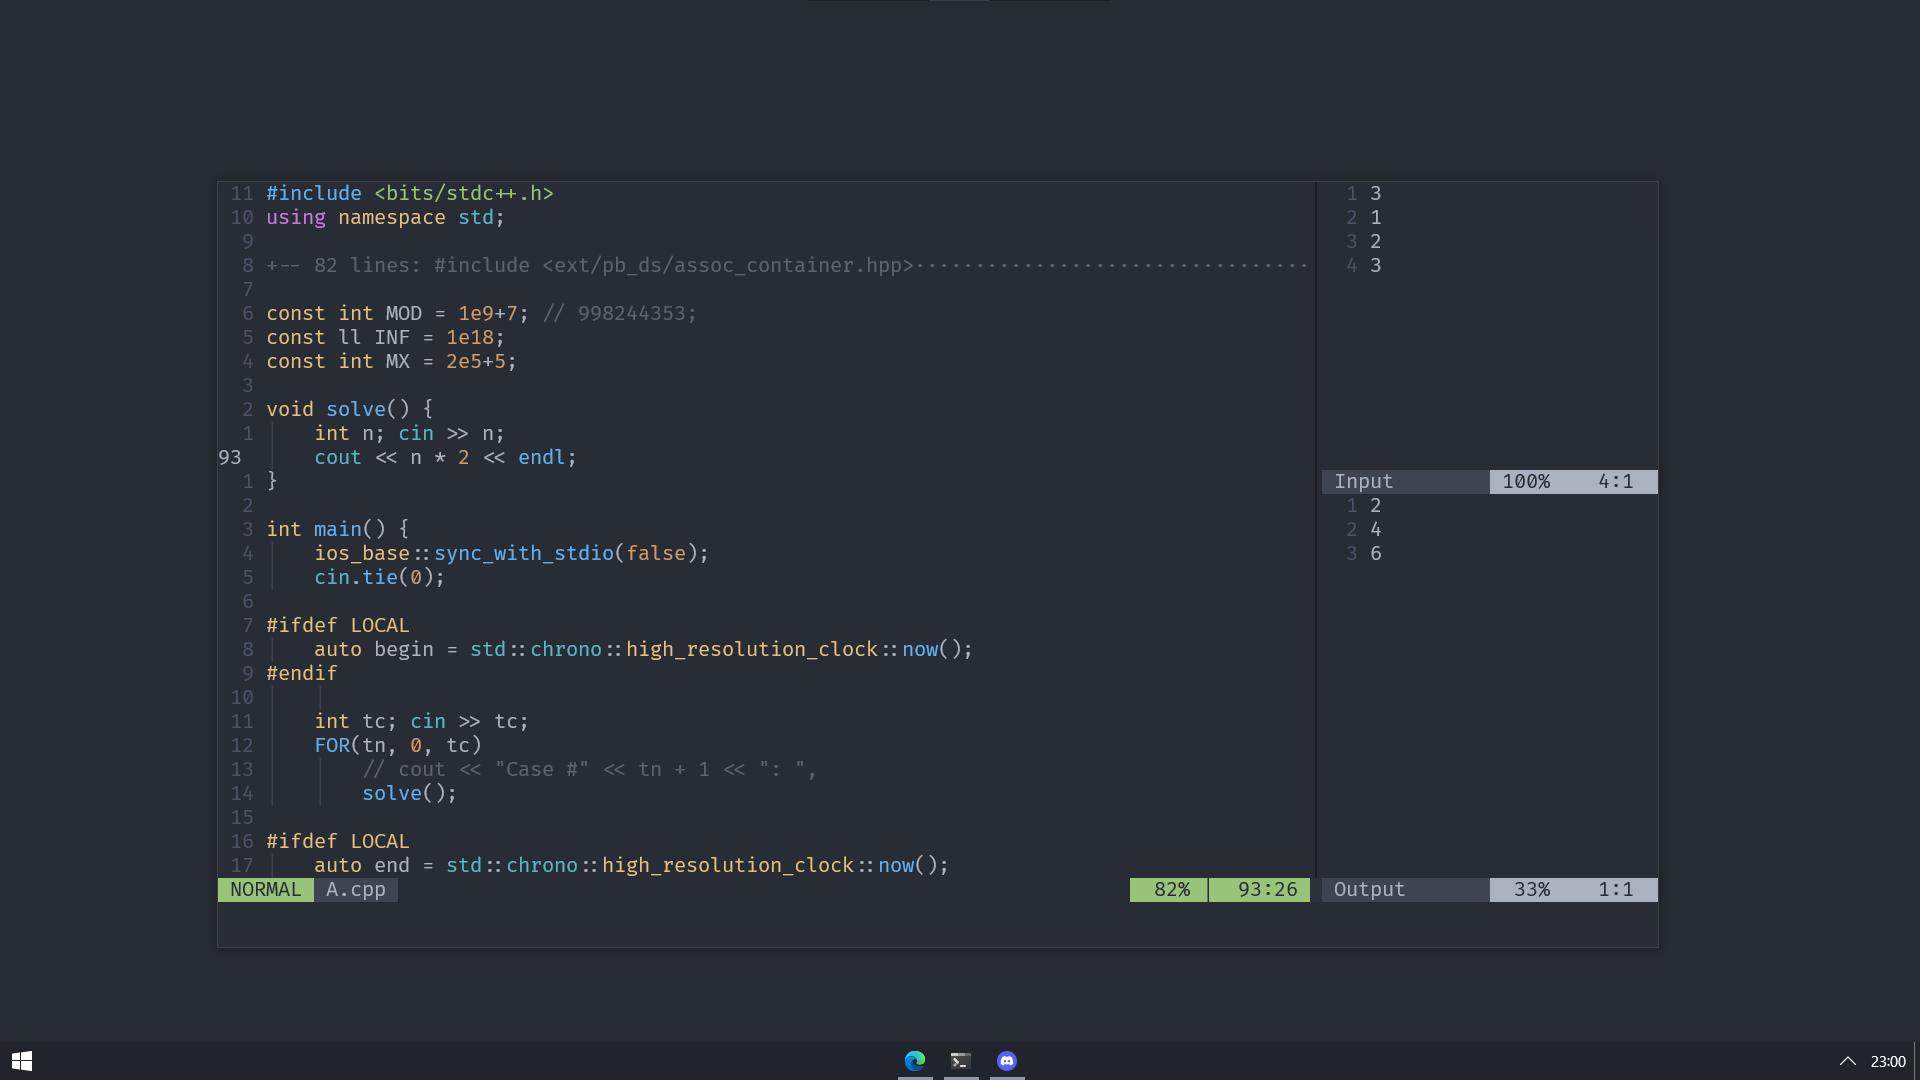 11 #include <bits/stdc++.h>
10 using namespace std;
9
8 +-- 82 lines: #include <ext/pb_ds/assoc_container.hpp>·································
7
6 const int MOD = 1e9+7; // 998244353;
5 const ll INF = 1e18;
4 const int MX = 2e5+5;
3
2 void solve() {
1     int n; cin >> n;
93     cout << n * 2 << endl;
1 }
2
3 int main() {
4     ios_base::sync_with_stdio(false);
5     cin.tie(0);
6
7 #ifdef LOCAL
8     auto begin = std::chrono::high_resolution_clock::now();
9 #endif
10
11     int tc; cin >> tc;
12     FOR(tn, 0, tc)
13         // cout << "Case #" << tn + 1 << ": ",
14         solve();
15
16 #ifdef LOCAL
17     auto end = std::chrono::high_resolution_clock::now();
NORMAL A.cpp 82% 93:26
1 3
2 1
3 2
4 3
Input 100% 4:1
1 2
2 4
3 6
Output 33% 1:1
23:00